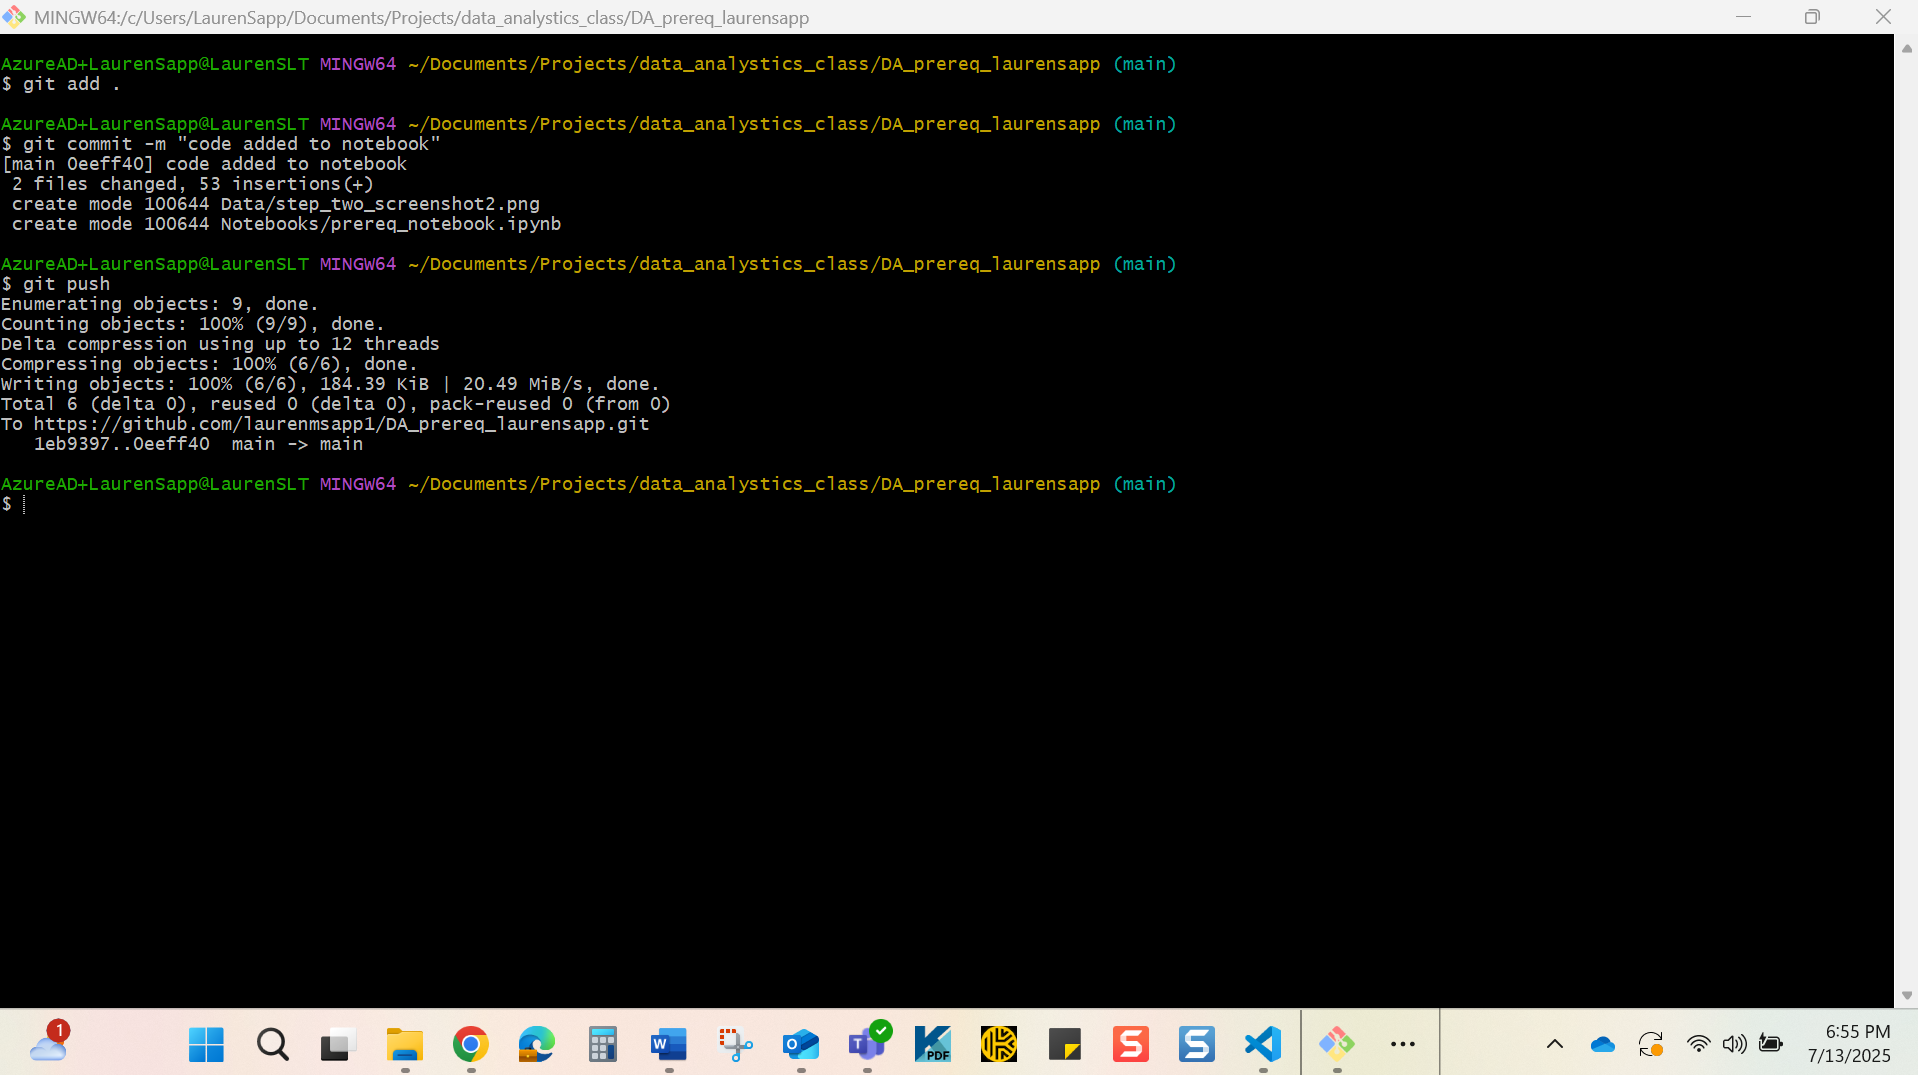 MINGW64:/c/Users/LaurenSapp/Documents/Projects/data_analystics_class/DA_prereq_laurensapp
AzureAD+LaurenSapp@LaurenSLT MINGW64 ~/Documents/Projects/data_analystics_class/DA_prereq_laurensapp (main)
$ git add .
AzureAD+LaurenSapp@LaurenSLT MINGW64 ~/Documents/Projects/data_analystics_class/DA_prereq_laurensapp (main)
$ git commit -m "code added to notebook"
[main 0eeff40] code added to notebook
2 files changed, 53 insertions(+)
create mode 100644 Data/step_two_screenshot2.png
create mode 100644 Notebooks/prereq_notebook.ipynb
AzureAD+LaurenSapp@LaurenSLT MINGW64 ~/Documents/Projects/data_analystics_class/DA_prereq_laurensapp (main)
$ git push
Enumerating objects: 9, done.
Counting objects: 100% (9/9), done.
Delta compression using up to 12 threads
Compressing objects: 100% (6/6), done.
Writing objects: 100% (6/6), 184.39 KiB | 20.49 MiB/s, done.
Total 6 (delta 0), reused 0 (delta 0), pack-reused 0 (from 0)
To https://github.com/laurenmsapp1/DA_prereq_laurensapp.git
1eb9397..0eeff40  main -> main
AzureAD+LaurenSapp@LaurenSLT MINGW64 ~/Documents/Projects/data_analystics_class/DA_prereq_laurensapp (main)
$
1
W
O
T
PDF
K
S
S
6:55 PM
7/13/2025